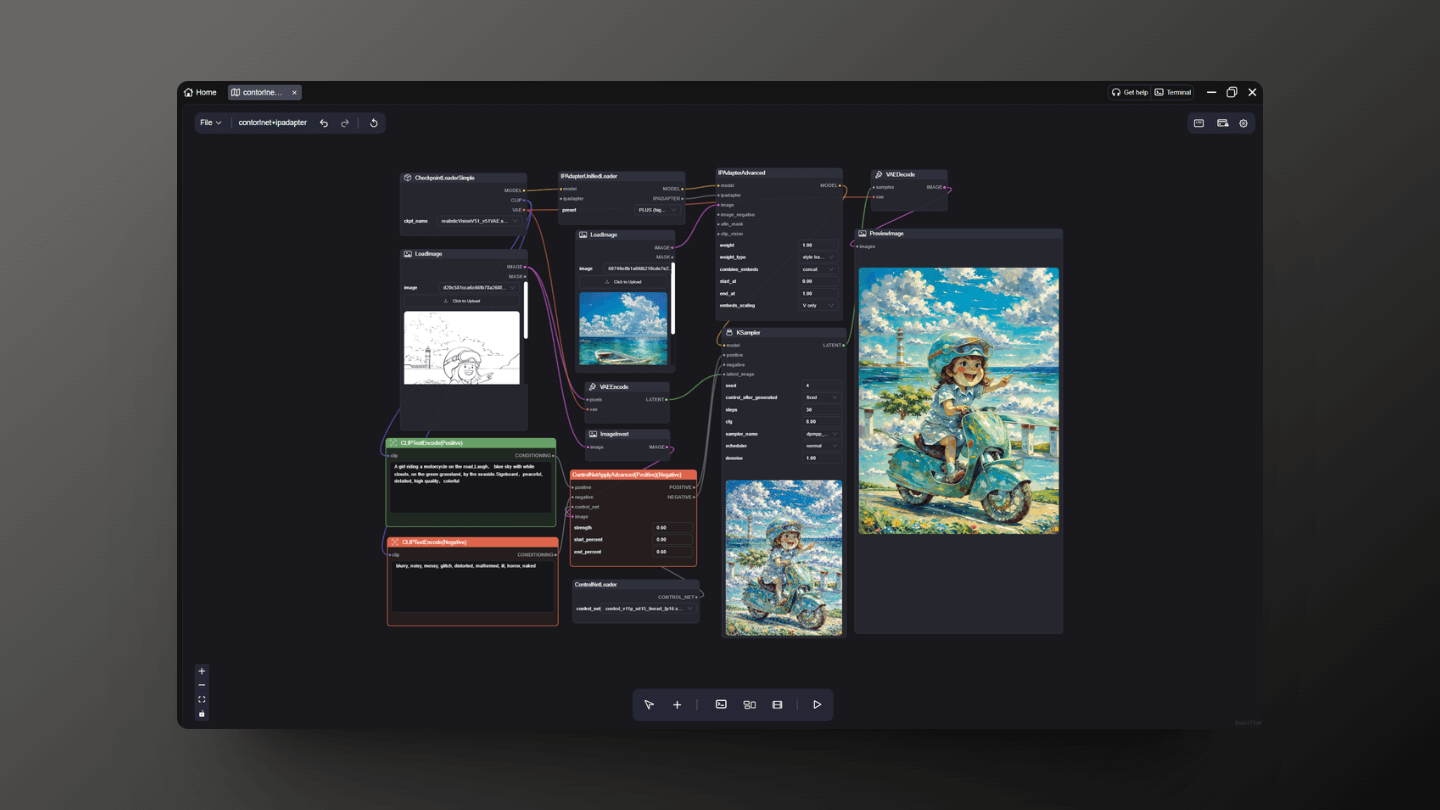 Home
contorlne...
Get help
Terminal
File
contorlnet+ipadapter
CheckpointLoaderSimple
MODEL
CLIP
VAE
ckpt_name
realisticVisionV51_v51VAE.s...
LoadImage
IMAGE
MASK
image
Click to Upload
CLIPTextEncode(Positive)
clip
CONDITIONING
A girl riding a motorcycle on the road,Laugh, blue sky with white
clouds, on the green grassland, by the seaside.Signboard, peaceful,
detailed, high quality, colorful
CLIPTextEncode(Negative)
clip
CONDITIONING
blurry, noisy, messy, glitch, distorted, malformed, ill, horror, naked
IPAdapterUnifiedLoader
model
MODEL
ipadapter
IPADAPTER
preset
PLUS (hig...
LoadImage
IMAGE
MASK
image
Click to Upload
VAEEncode
pixels
LATENT
vae
ImageInvert
image
IMAGE
ControlNetApplyAdvanced(Positive)(Negative)
positive
POSITIVE
negative
NEGATIVE
control_net
image
strength
0.60
start_percent
0.00
end_percent
0.60
ControlNetLoader
CONTROL_NET
control_net
control_v11p_sd15_lineart_fp16.s...
IPAdapterAdvanced
model
MODEL
ipadapter
image
image_negative
attn_mask
clip_vision
weight
1.00
weight_type
style tra...
combine_embeds
concat
start_at
0.00
end_at
1.00
embeds_scaling
V only
KSampler
model
LATENT
positive
negative
latent_image
seed
4
control_after_generated
fixed
steps
30
cfg
8.00
sampler_name
dpmpp_...
scheduler
normal
denoise
1.00
VAEDecode
samples
IMAGE
vae
PreviewImage
images
React Flow